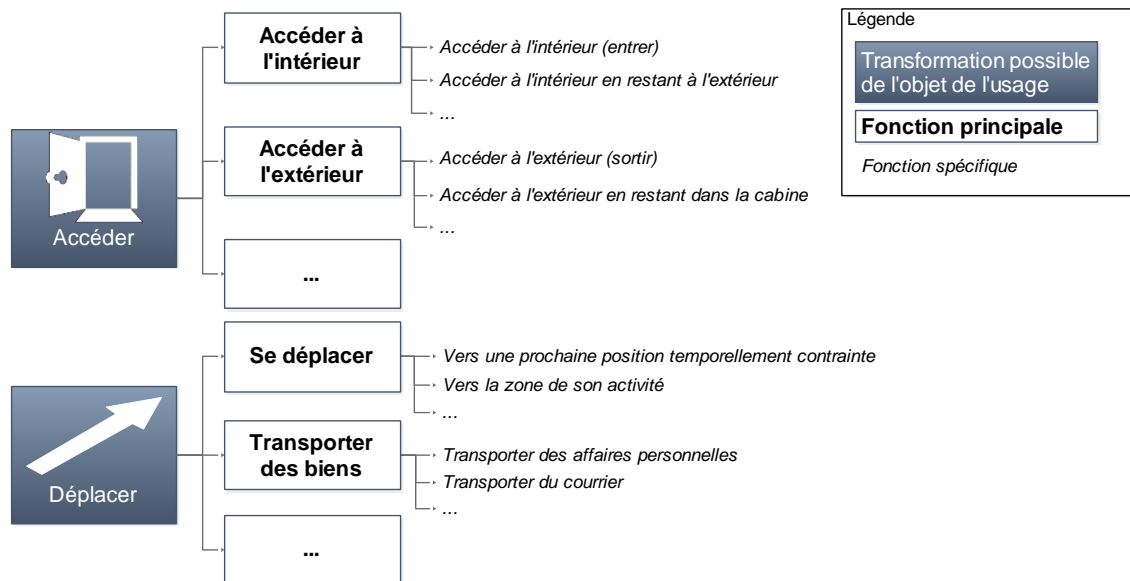 Accéder
Accéder à
l'intérieur
Accéder à l'intérieur (entrer)
Accéder à l'intérieur en restant à l'extérieur
...
Accéder à
l'extérieur
Accéder à l'extérieur (sortir)
Accéder à l'extérieur en restant dans la cabine
...
...
Déplacer
Se déplacer
Vers une prochaine position temporellement contrainte
Vers la zone de son activité
...
Transporter
des biens
Transporter des affaires personnelles
Transporter du courrier
...
...
Légende
Transformation possible
de l'objet de l'usage
Fonction principale
Fonction spécifique